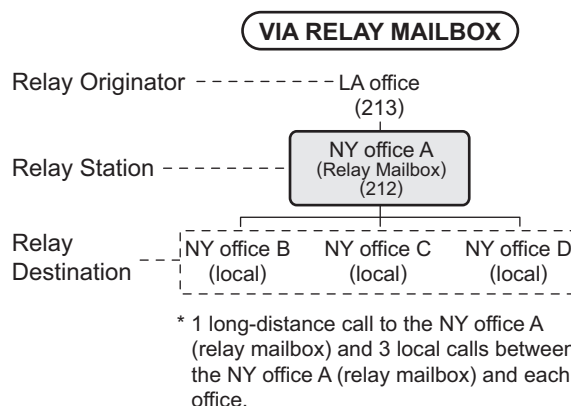 VIA RELAY MAILBOX
Relay Originator
LA office
(213)
Relay Station
NY office A
(Relay Mailbox)
(212)
Relay
Destination
NY office B
(local)
NY office C
(local)
NY office D
(local)
* 1 long-distance call to the NY office A
(relay mailbox) and 3 local calls between
the NY office A (relay mailbox) and each
office.